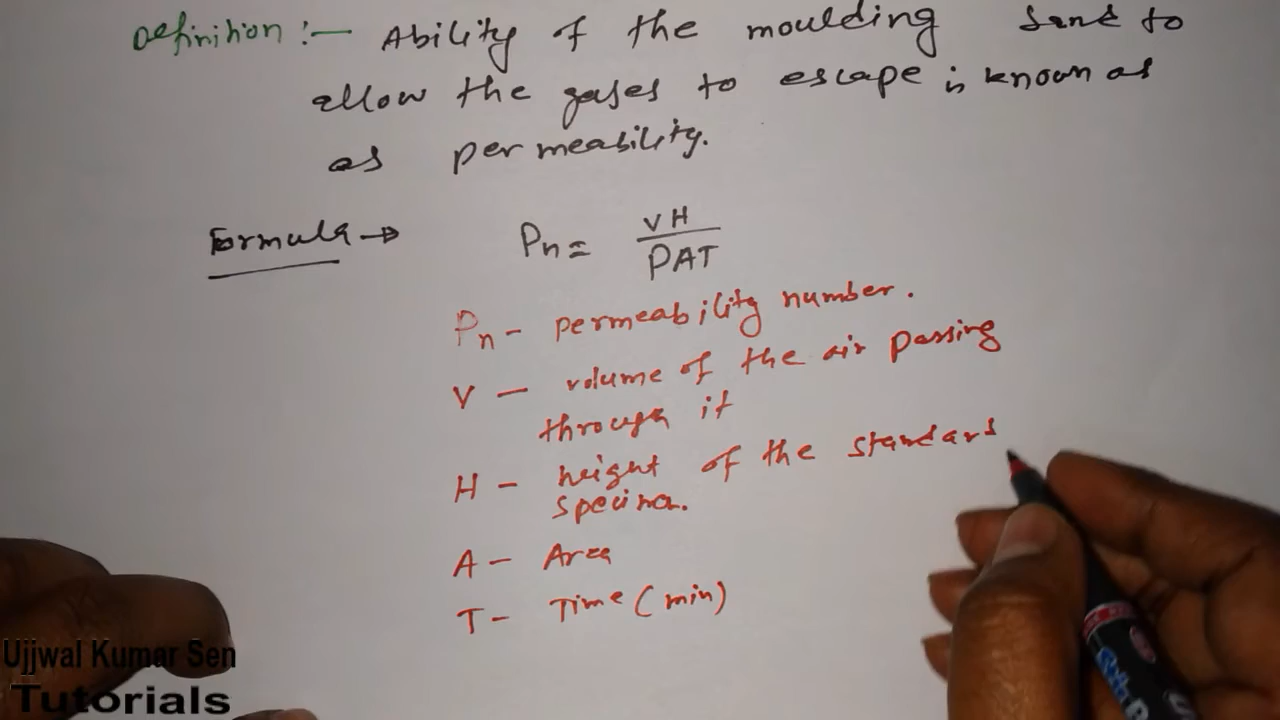 Definition :- Ability of the moulding sand to
allow the gases to escape is known as
as permeability.
Formula → Pn = VH
PAT
Pn - permeability number.
V - volume of the air passing
through it
H - height of the standard
specimen.
A - Area
T - Time (min)
Ujjwal Kumar Sen
Tutorials